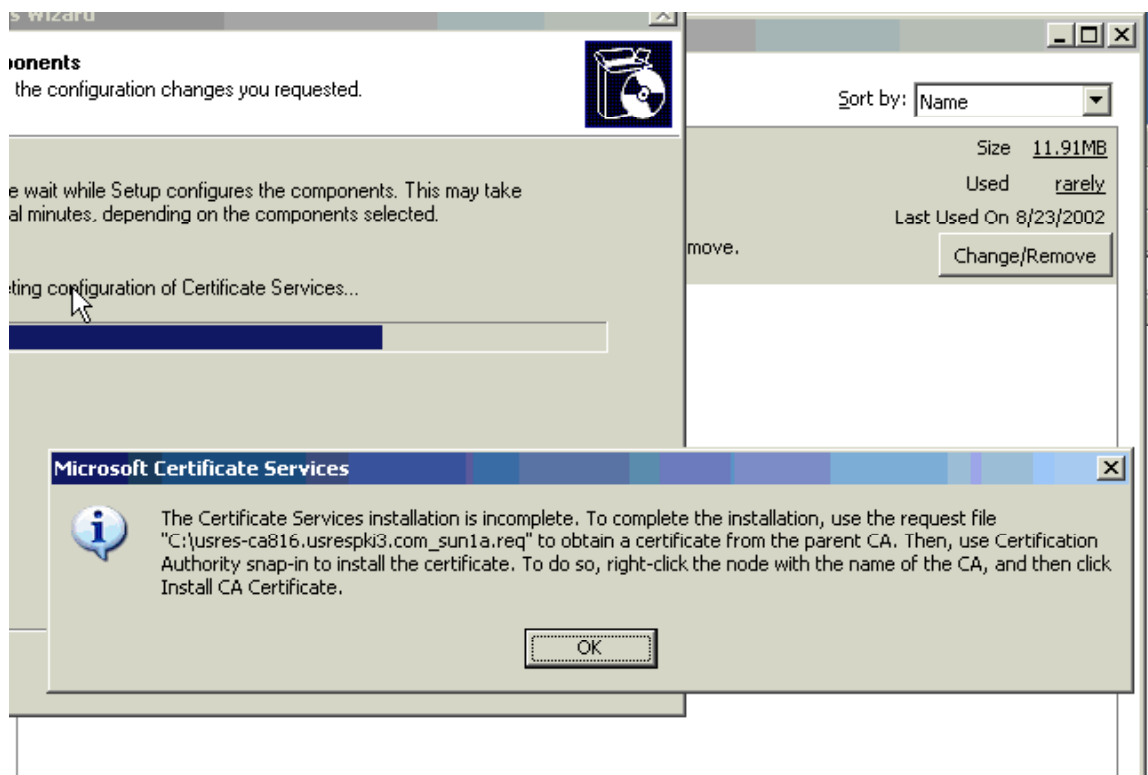 s Wizard
ponents
the configuration changes you requested.
Sort by: Name
Size 11.91MB
Used rarely
Last Used On 8/23/2002
move.
Change/Remove
e wait while Setup configures the components. This may take
al minutes, depending on the components selected.
ting configuration of Certificate Services...
Microsoft Certificate Services
The Certificate Services installation is incomplete. To complete the installation, use the request file
"C:\usres-ca816.usrespki3.com_sun1a.req" to obtain a certificate from the parent CA. Then, use Certification
Authority snap-in to install the certificate. To do so, right-click the node with the name of the CA, and then click
Install CA Certificate.
OK